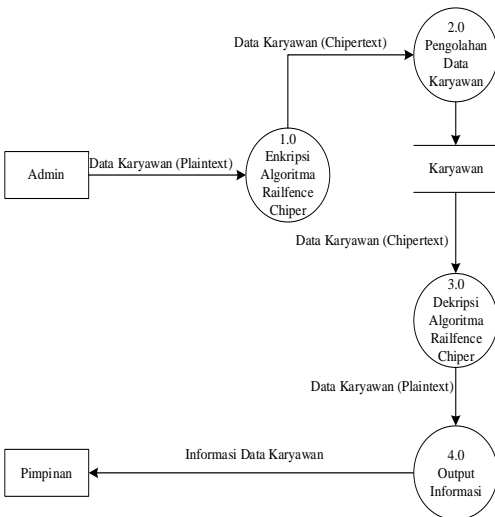 Data Karyawan (Chipertext)
2.0
Pengolahan
Data
Karyawan
1.0
Enkripsi
Algoritma
Railfence
Chiper
Admin
Data Karyawan (Plaintext)
Karyawan
Data Karyawan (Chipertext)
3.0
Dekripsi
Algoritma
Railfence
Chiper
Data Karyawan (Plaintext)
Pimpinan
Informasi Data Karyawan
4.0
Output
Informasi